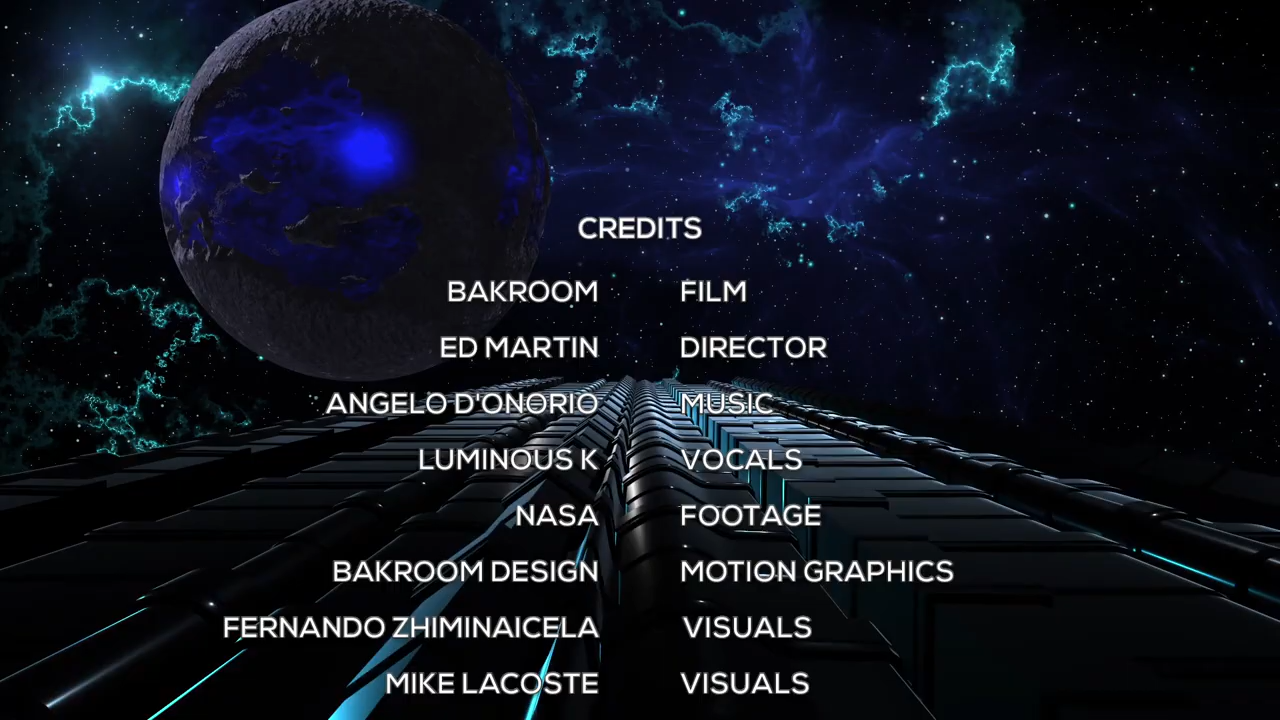 CREDITS
BAKROOM FILM
ED MARTIN DIRECTOR
ANGELO D'ONORIO MUSIC
LUMINOUS K VOCALS
NASA FOOTAGE
BAKROOM DESIGN MOTION GRAPHICS
FERNANDO ZHIMINAICELA VISUALS
MIKE LACOSTE VISUALS